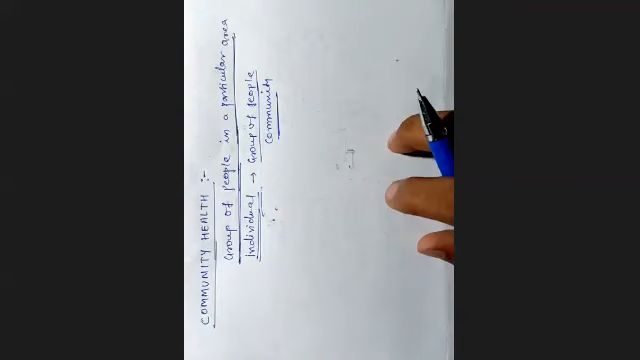 COMMUNITY HEALTH :-
Group of People in a particular area
Individual → Group of People
Community